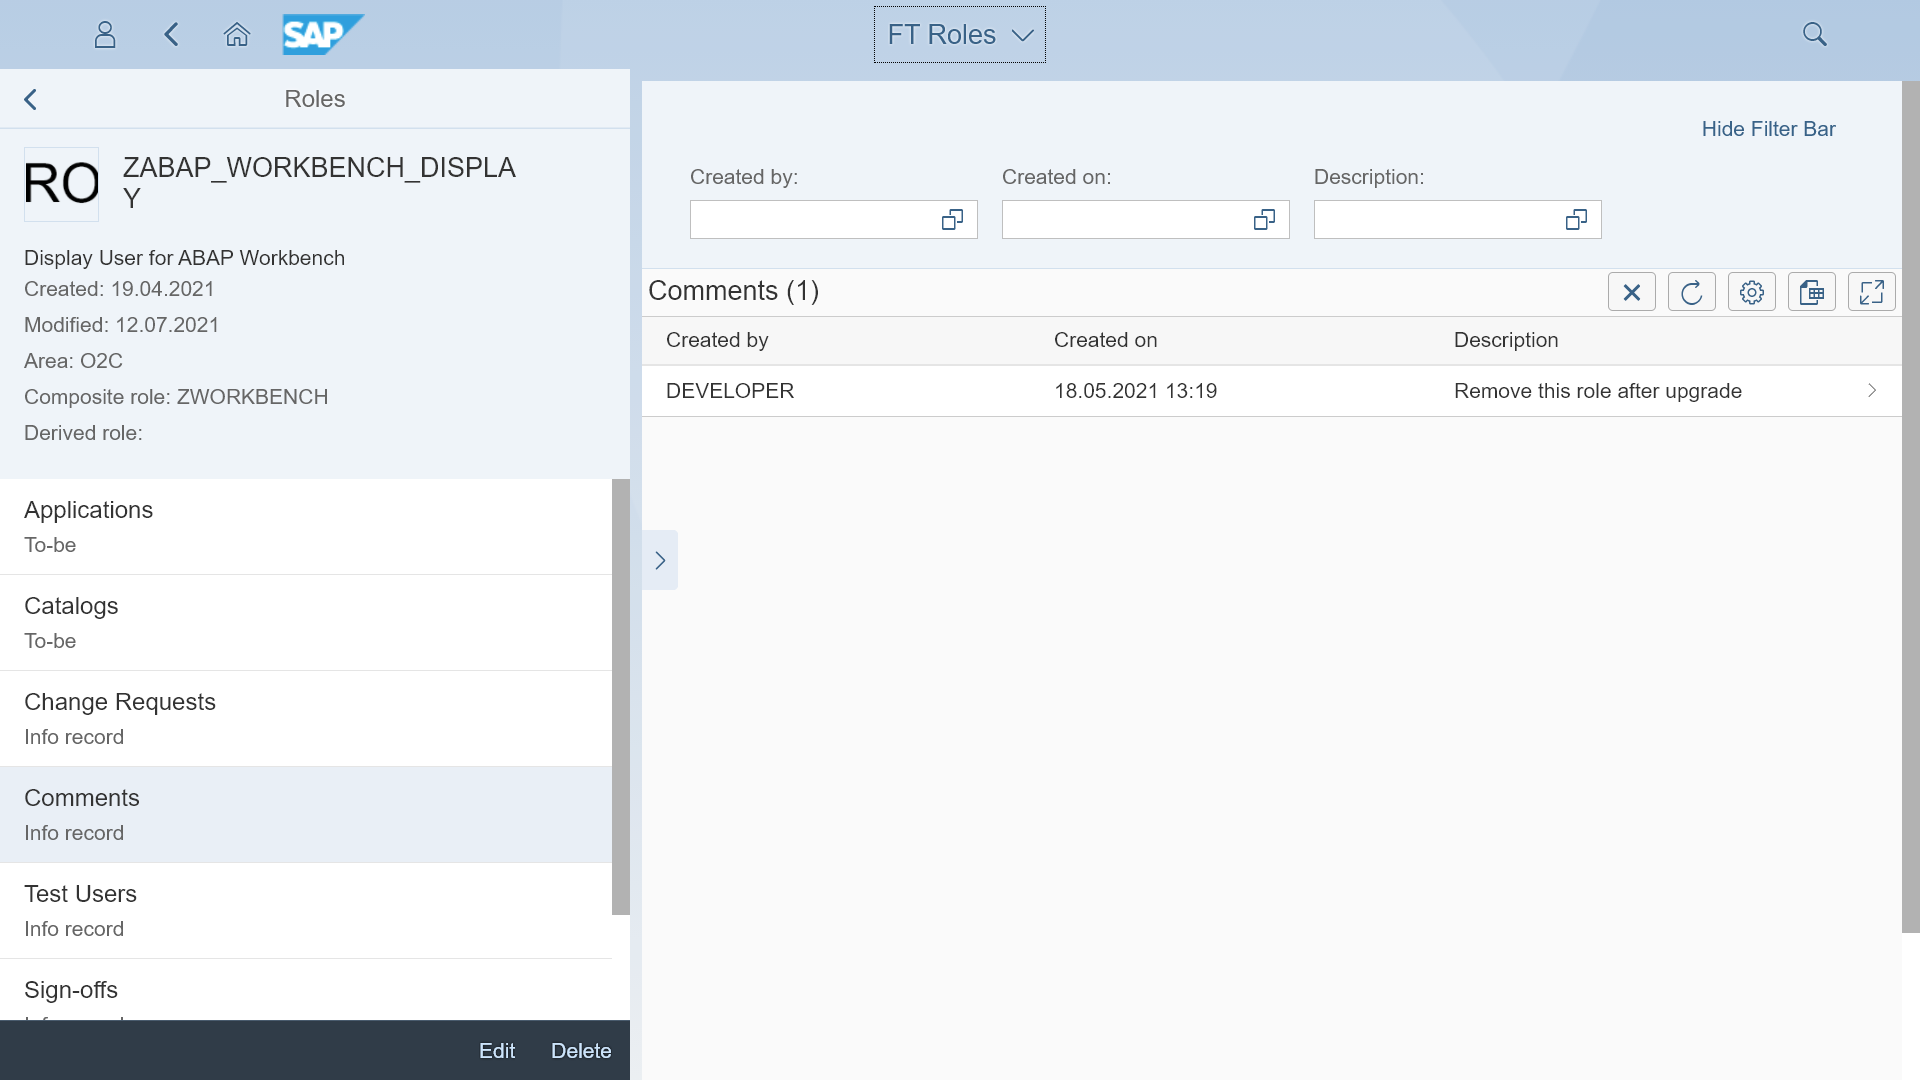 SAP
FT Roles
Roles
RO
ZABAP_WORKBENCH_DISPLA
Y
Display User for ABAP Workbench
Created: 19.04.2021
Modified: 12.07.2021
Area: O2C
Composite role: ZWORKBENCH
Derived role:
Applications
To-be
Catalogs
To-be
Change Requests
Info record
Comments
Info record
Test Users
Info record
Sign-offs
Edit Delete
Hide Filter Bar
Created by: Created on: Description:
Comments (1)
Created by Created on Description
DEVELOPER 18.05.2021 13:19 Remove this role after upgrade